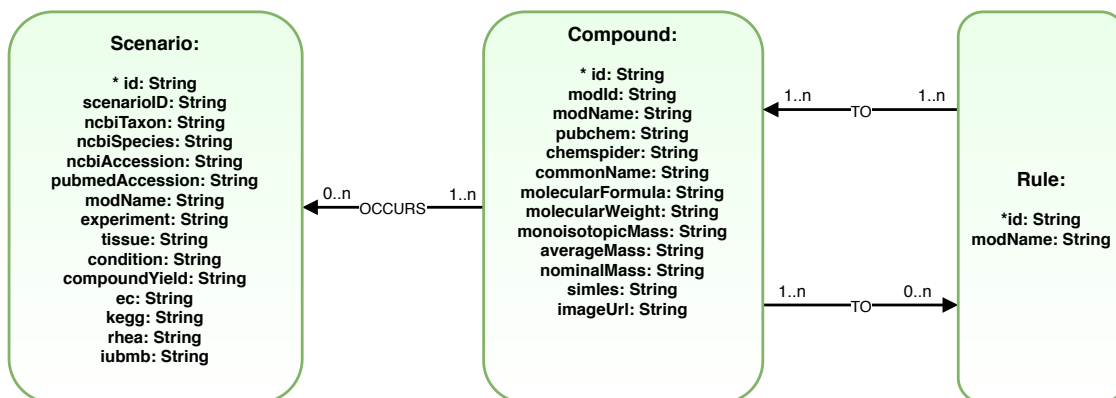 Scenario:
* id: String
scenarioID: String
ncbiTaxon: String
ncbiSpecies: String
ncbiAccession: String
pubmedAccession: String
modName: String
experiment: String
tissue: String
condition: String
compoundYield: String
ec: String
kegg: String
rhea: String
iubmb: String
0..n
OCCURS
1..n
Compound:
* id: String
modId: String
modName: String
pubchem: String
chemspider: String
commonName: String
molecularFormula: String
molecularWeight: String
monoisotopicMass: String
averageMass: String
nominalMass: String
simles: String
imageUrl: String
1..n
TO
1..n
1..n
TO
0..n
Rule:
*id: String
modName: String